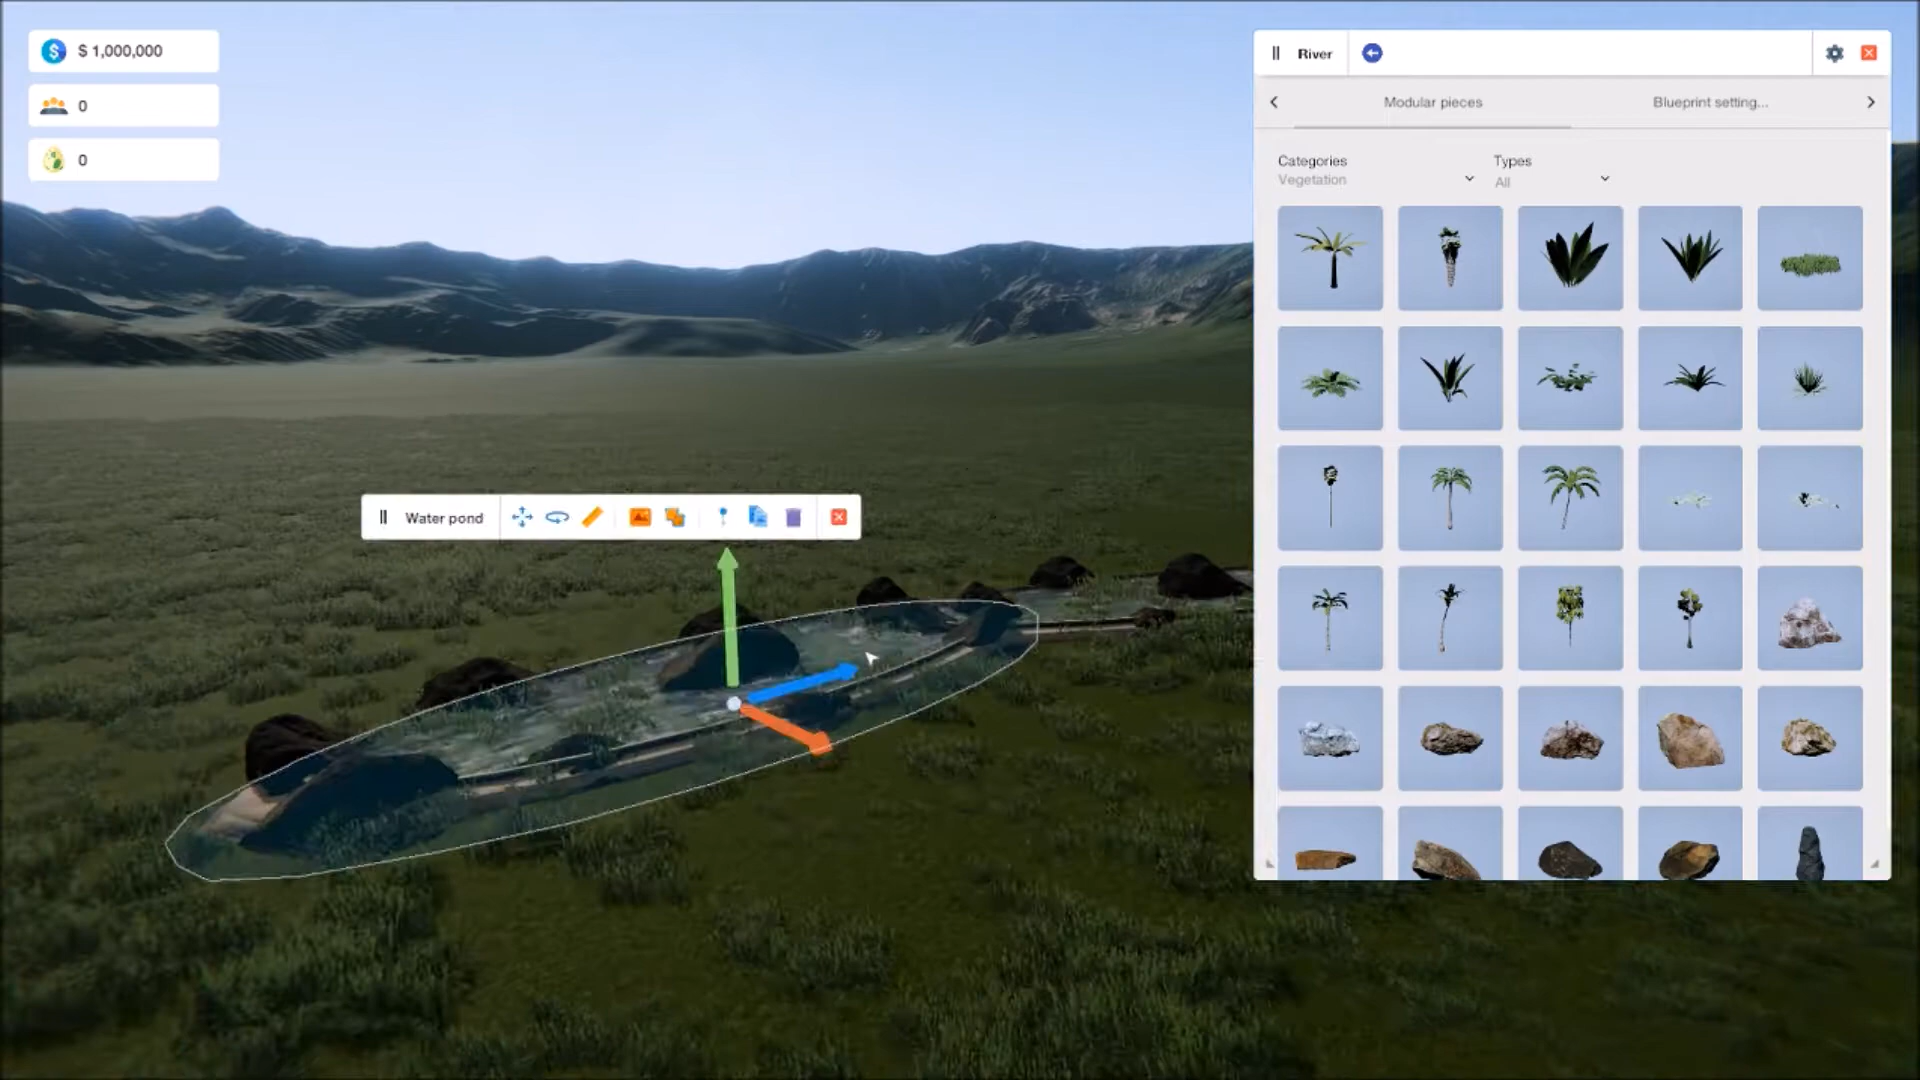 $ 1,000,000
0
0
River
Modular pieces
Blueprint setting...
Categories
Vegetation
Types
All
Water pond